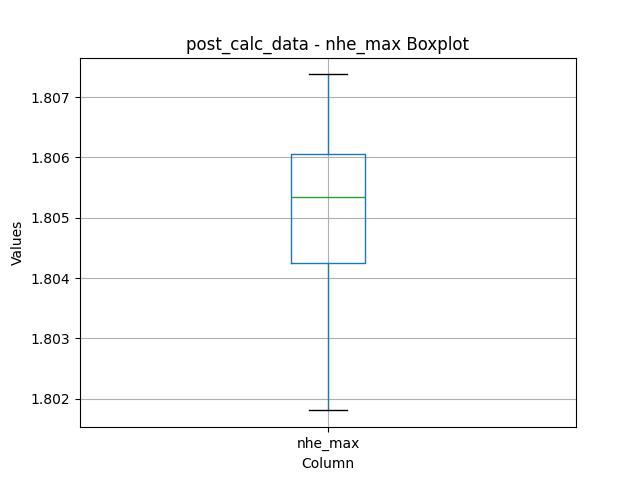 post_calc_data - nhe_max Boxplot
1.807
1.806
1.805
1.804
1.803
1.802
Values
nhe_max
Column